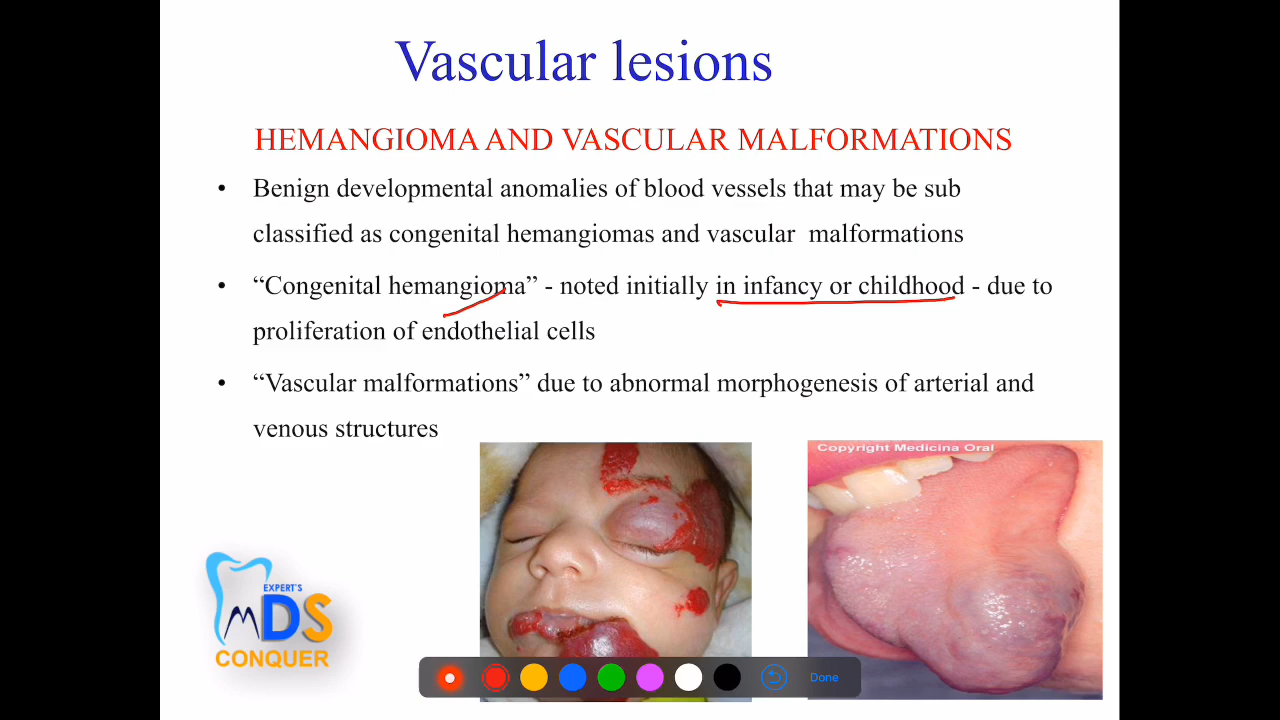 Vascular lesions
HEMANGIOMA AND VASCULAR MALFORMATIONS
• Benign developmental anomalies of blood vessels that may be sub
classified as congenital hemangiomas and vascular malformations
• “Congenital hemangioma” - noted initially in infancy or childhood - due to
proliferation of endothelial cells
• “Vascular malformations” due to abnormal morphogenesis of arterial and
venous structures
Copyright Medicina Oral
EXPERT'S
MDS
CONQUER
Done